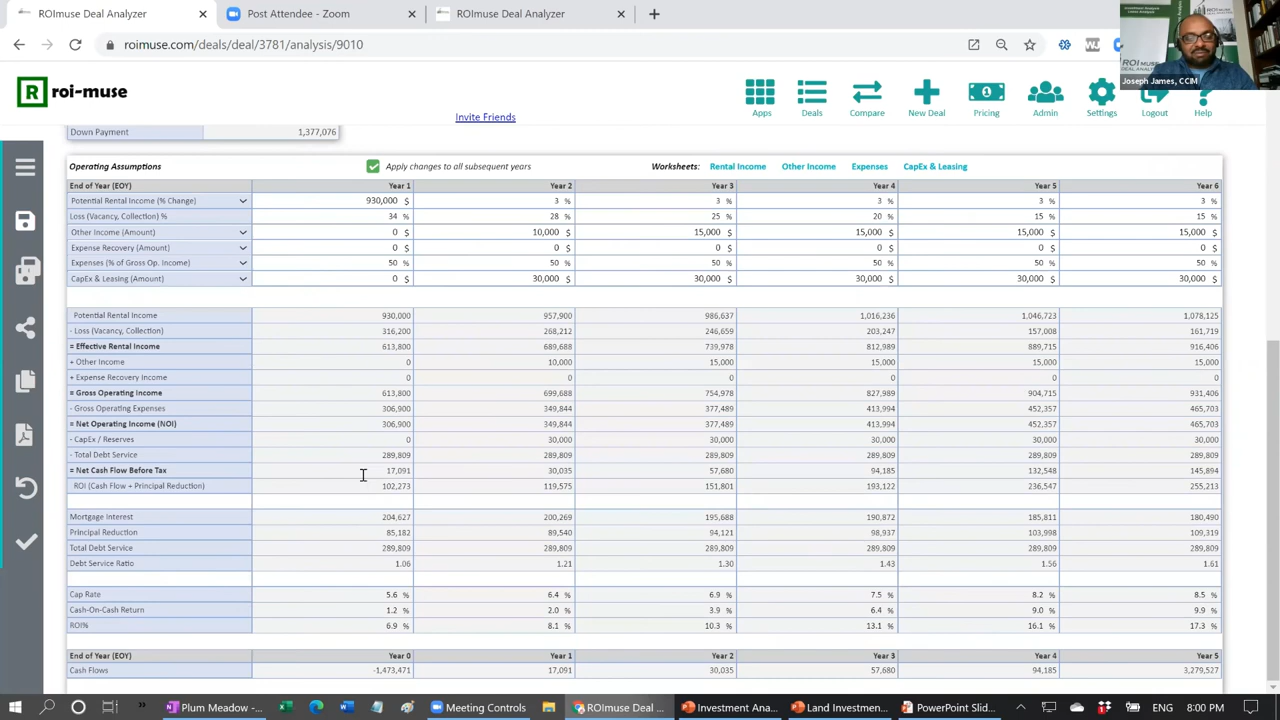 ROImuse Deal Analyzer
Post Attendee - Zoom
ROImuse Deal Analyzer
roimuse.com/deals/deal/3781/analysis/9010
Joseph James, CCIM
R roi-muse
Invite Friends
Apps Deals Compare New Deal Pricing Admin Settings Logout Help
Down Payment 1,377,076
Operating Assumptions Apply changes to all subsequent years Worksheets: Rental Income Other Income Expenses CapEx & Leasing
End of Year (EOY) Year 1 Year 2 Year 3 Year 4 Year 5 Year 6
Potential Rental Income (% Change) 930,000 $ 3 % 3 % 3 % 3 % 3 %
Loss (Vacancy, Collection) % 34 % 28 % 25 % 20 % 15 % 15 %
Other Income (Amount) 0 $ 10,000 $ 15,000 $ 15,000 $ 15,000 $ 15,000 $
Expense Recovery (Amount) 0 $ 0 $ 0 $ 0 $ 0 $ 0 $
Expenses (% of Gross Op. Income) 50 % 50 % 50 % 50 % 50 % 50 %
CapEx & Leasing (Amount) 0 $ 30,000 $ 30,000 $ 30,000 $ 30,000 $ 30,000 $
Potential Rental Income 930,000 957,900 986,637 1,016,236 1,046,723 1,078,125
- Loss (Vacancy, Collection) 316,200 268,212 246,659 203,247 157,008 161,719
= Effective Rental Income 613,800 689,688 739,978 812,989 889,715 916,406
+ Other Income 0 10,000 15,000 15,000 15,000 15,000
+ Expense Recovery Income 0 0 0 0 0 0
= Gross Operating Income 613,800 699,688 754,978 827,989 904,715 931,406
- Gross Operating Expenses 306,900 349,844 377,489 413,994 452,357 465,703
= Net Operating Income (NOI) 306,900 349,844 377,489 413,994 452,357 465,703
- CapEx / Reserves 0 30,000 30,000 30,000 30,000 30,000
- Total Debt Service 289,809 289,809 289,809 289,809 289,809 289,809
= Net Cash Flow Before Tax 17,091 30,035 57,680 94,185 132,548 145,894
ROI (Cash Flow + Principal Reduction) 102,273 119,575 151,801 193,122 236,547 255,213
Mortgage Interest 204,627 200,269 195,688 190,872 185,811 180,490
Principal Reduction 85,182 89,540 94,121 98,937 103,998 109,319
Total Debt Service 289,809 289,809 289,809 289,809 289,809 289,809
Debt Service Ratio 1.06 1.21 1.30 1.43 1.56 1.61
Cap Rate 5.6 % 6.4 % 6.9 % 7.5 % 8.2 % 8.5 %
Cash-On-Cash Return 1.2 % 2.0 % 3.9 % 6.4 % 9.0 % 9.9 %
ROI% 6.9 % 8.1 % 10.3 % 13.1 % 16.1 % 17.3 %
End of Year (EOY) Year 0 Year 1 Year 2 Year 3 Year 4 Year 5
Cash Flows -1,473,471 17,091 30,035 57,680 94,185 3,279,527
Plum Meadow - ... Meeting Controls ROImuse Deal ... Investment Ana... Land Investmen... PowerPoint Slid... ENG 8:00 PM